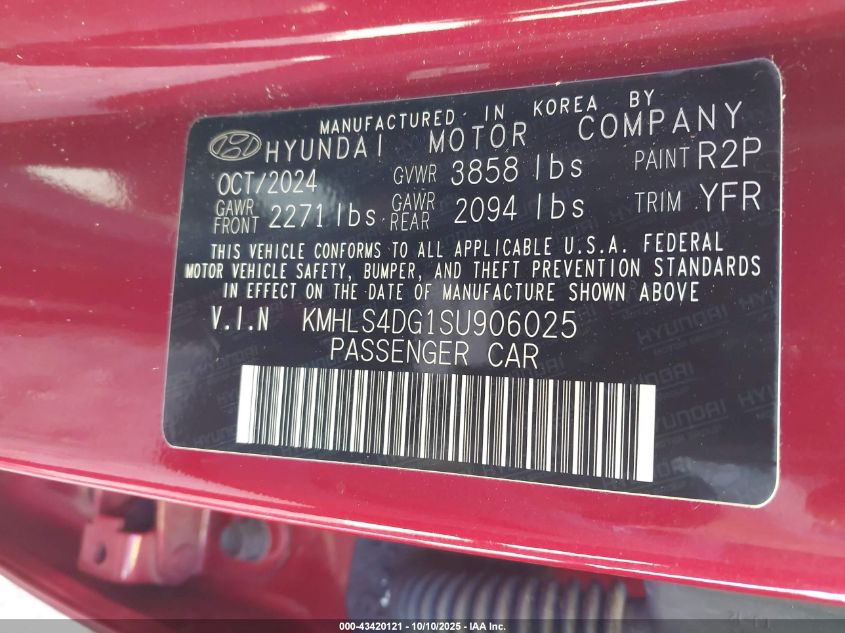 MANUFACTURED IN KOREA BY
HYUNDAI MOTOR COMPANY
OCT/2024 GVWR 3858 lbs PAINT R2P
GAWR FRONT 2271 lbs GAWR REAR 2094 lbs TRIM YFR
THIS VEHICLE CONFORMS TO ALL APPLICABLE U.S.A. FEDERAL
MOTOR VEHICLE SAFETY, BUMPER, AND THEFT PREVENTION STANDARDS
IN EFFECT ON THE DATE OF MANUFACTURE SHOWN ABOVE
V.I.N KMHLS4DG1SU906025
PASSENGER CAR
000-43420121 - 10/10/2025 - IAA Inc.